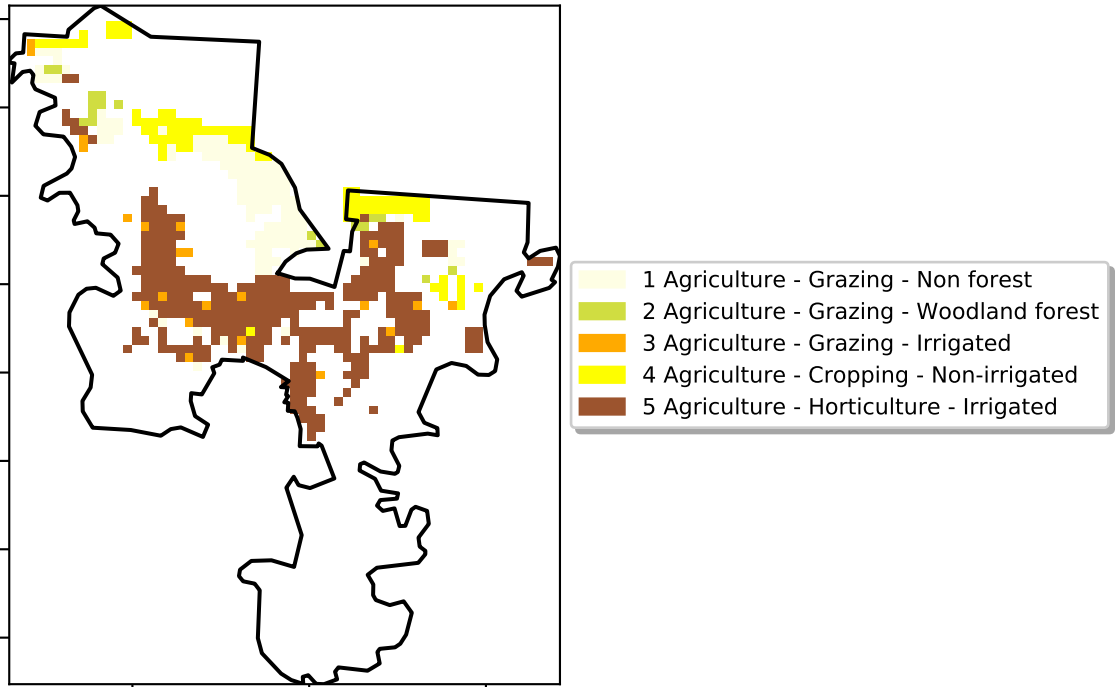 1 Agriculture - Grazing - Non forest
2 Agriculture - Grazing - Woodland forest
3 Agriculture - Grazing - Irrigated
4 Agriculture - Cropping - Non-irrigated
5 Agriculture - Horticulture - Irrigated